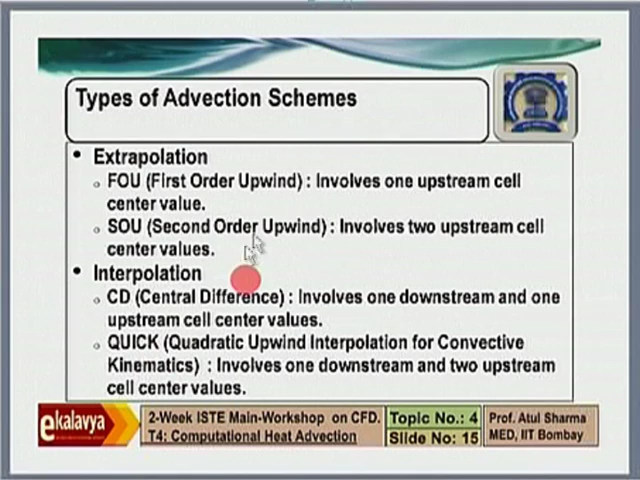 Types of Advection Schemes
• Extrapolation
o FOU (First Order Upwind) : Involves one upstream cell
center value.
o SOU (Second Order Upwind) : Involves two upstream cell
center values.
• Interpolation
o CD (Central Difference) : Involves one downstream and one
upstream cell center values.
o QUICK (Quadratic Upwind Interpolation for Convective
Kinematics) : Involves one downstream and two upstream
cell center values.
ekalavya
2-Week ISTE Main-Workshop on CFD.
T4: Computational Heat Advection
Topic No.: 4
Slide No.: 15
Prof. Atul Sharma
MED, IIT Bombay